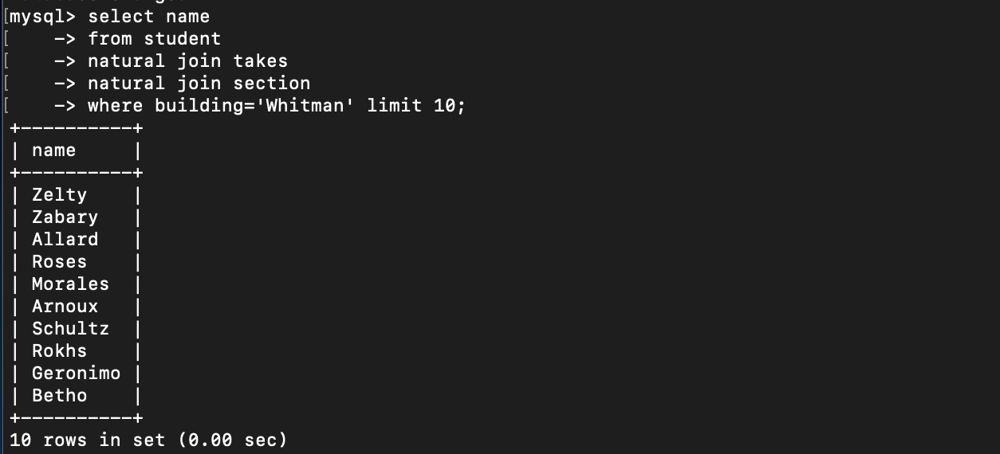 [mysql> select name
[    -> from student
[    -> natural join takes
[    -> natural join section
[    -> where building='Whitman' limit 10;
+----------+
| name     |
+----------+
| Zelty    |
| Zabary   |
| Allard   |
| Roses    |
| Morales  |
| Arnoux   |
| Schultz  |
| Rokhs    |
| Geronimo |
| Betho    |
+----------+
10 rows in set (0.00 sec)